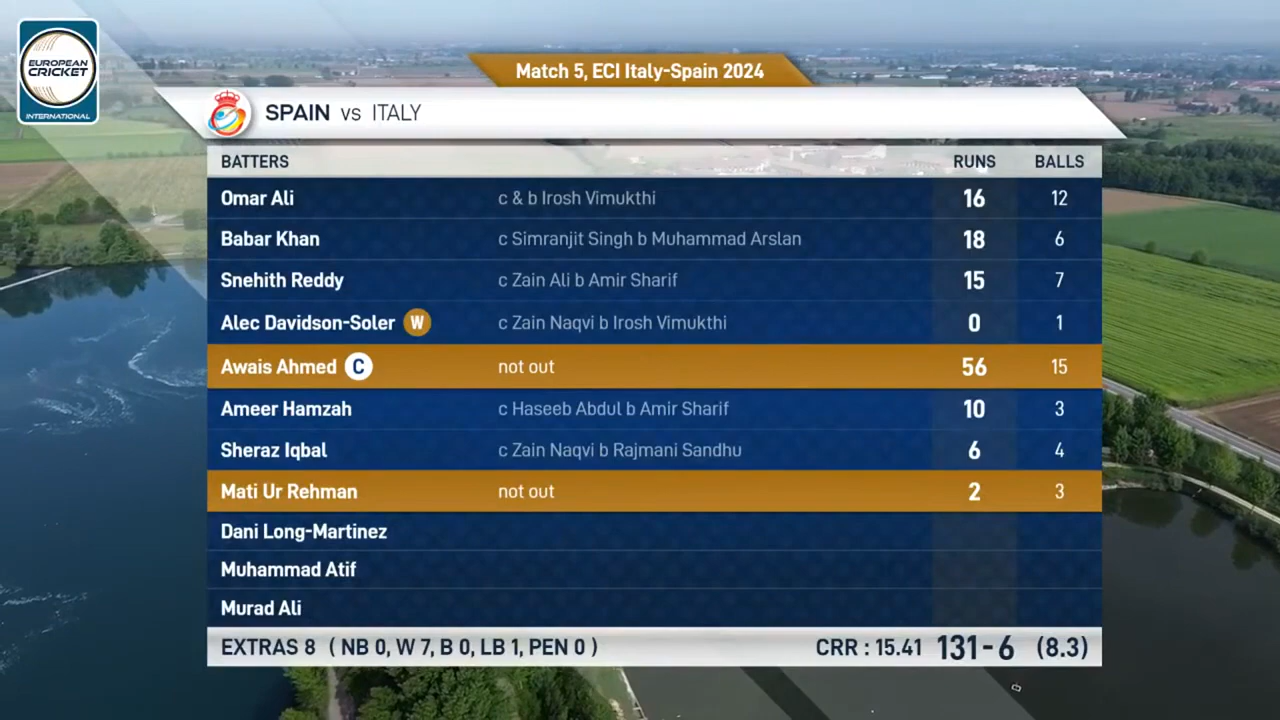 EUROPEAN
CRICKET
INTERNATIONAL
Match 5, ECI Italy-Spain 2024
SPAIN vs ITALY
BATTERS RUNS BALLS
Omar Ali c & b Irosh Vimukthi 16 12
Babar Khan c Simranjit Singh b Muhammad Arslan 18 6
Snehith Reddy c Zain Ali b Amir Sharif 15 7
Alec Davidson-Soler W c Zain Naqvi b Irosh Vimukthi 0 1
Awais Ahmed C not out 56 15
Ameer Hamzah c Haseeb Abdul b Amir Sharif 10 3
Sheraz Iqbal c Zain Naqvi b Rajmani Sandhu 6 4
Mati Ur Rehman not out 2 3
Dani Long-Martinez
Muhammad Atif
Murad Ali
EXTRAS 8 ( NB 0, W 7, B 0, LB 1, PEN 0 ) CRR : 15.41 131-6 (8.3)